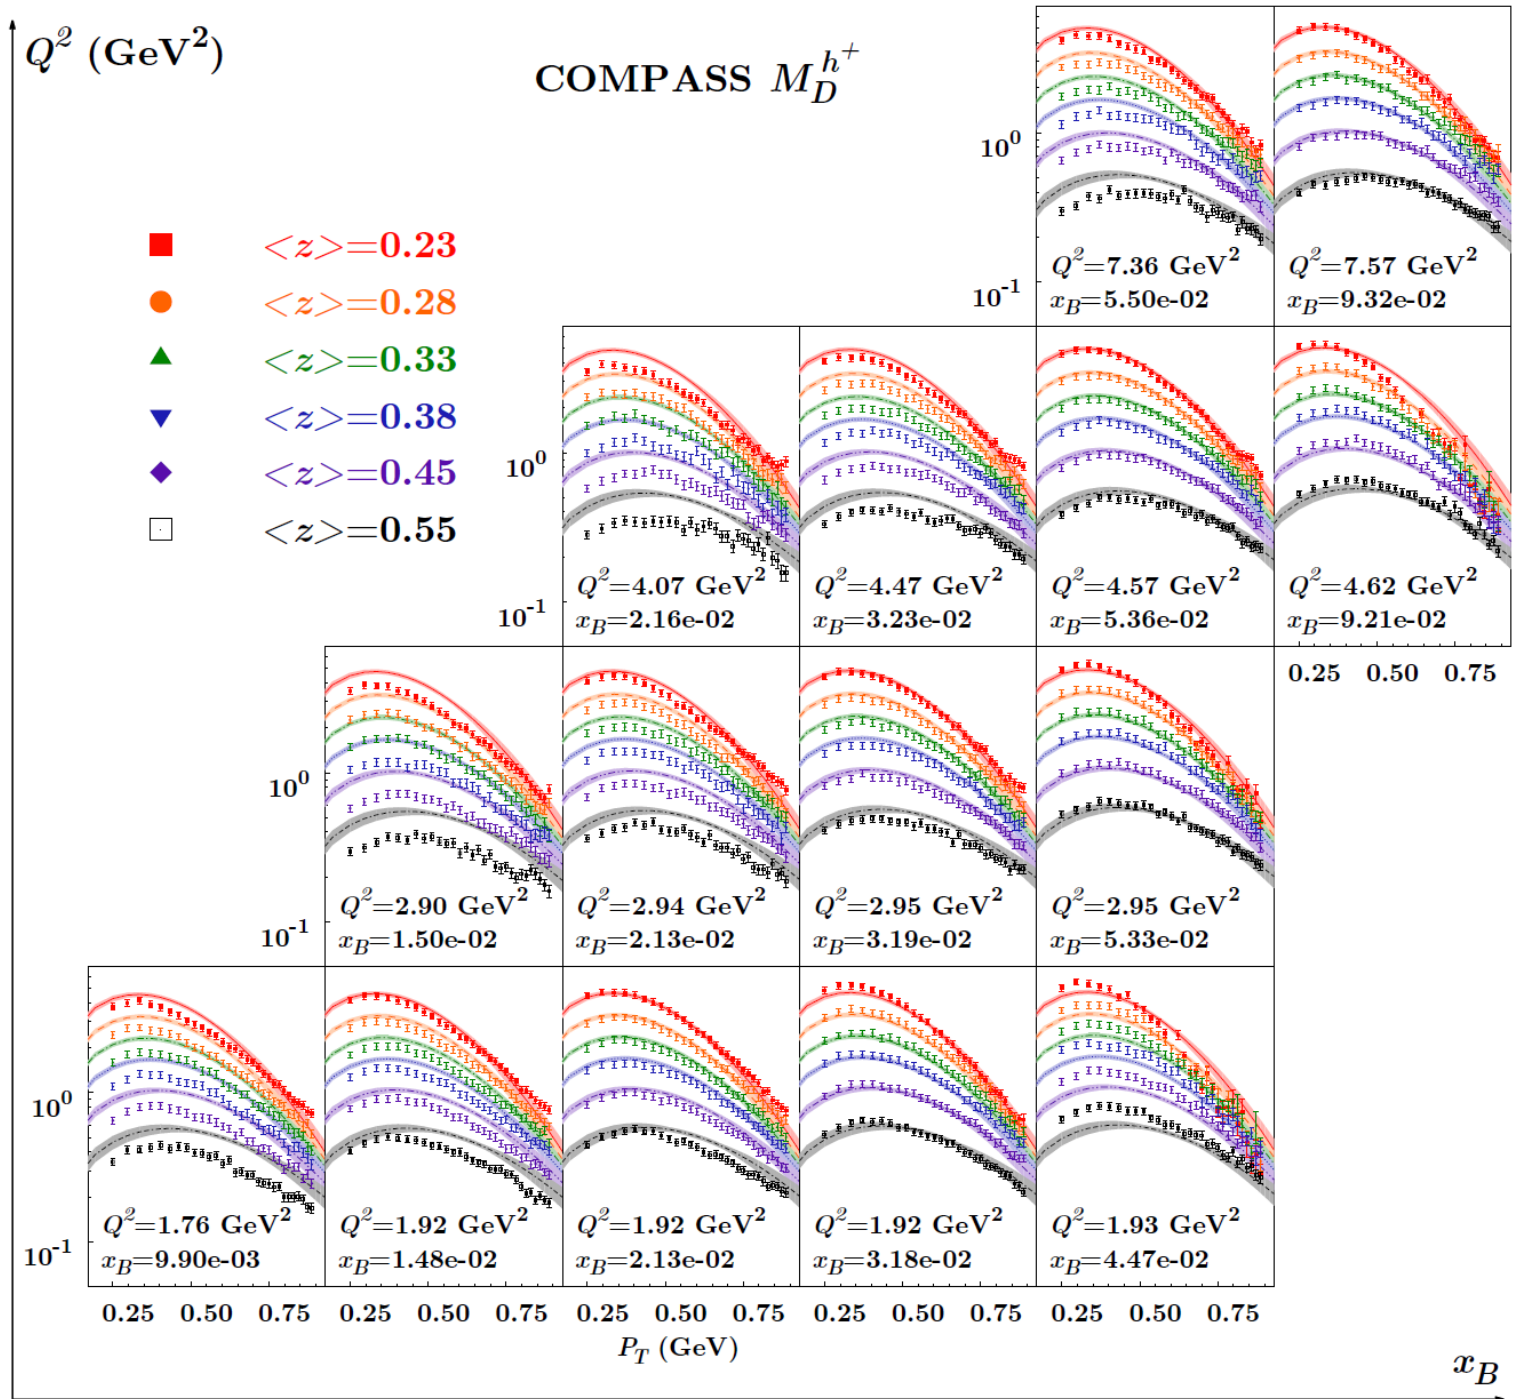 Q² (GeV²)
COMPASS M_D^{h⁺}
<z>=0.23
<z>=0.28
<z>=0.33
<z>=0.38
<z>=0.45
<z>=0.55
10⁰
10⁻¹
Q²=7.36 GeV²
x_B=5.50e-02
Q²=7.57 GeV²
x_B=9.32e-02
10⁰
10⁻¹
Q²=4.07 GeV²
x_B=2.16e-02
Q²=4.47 GeV²
x_B=3.23e-02
Q²=4.57 GeV²
x_B=5.36e-02
Q²=4.62 GeV²
x_B=9.21e-02
0.25 0.50 0.75
10⁰
10⁻¹
Q²=2.90 GeV²
x_B=1.50e-02
Q²=2.94 GeV²
x_B=2.13e-02
Q²=2.95 GeV²
x_B=3.19e-02
Q²=2.95 GeV²
x_B=5.33e-02
10⁰
10⁻¹
Q²=1.76 GeV²
x_B=9.90e-03
Q²=1.92 GeV²
x_B=1.48e-02
Q²=1.92 GeV²
x_B=2.13e-02
Q²=1.92 GeV²
x_B=3.18e-02
Q²=1.93 GeV²
x_B=4.47e-02
0.25 0.50 0.75 0.25 0.50 0.75 0.25 0.50 0.75 0.25 0.50 0.75 0.25 0.50 0.75
P_T (GeV)
x_B